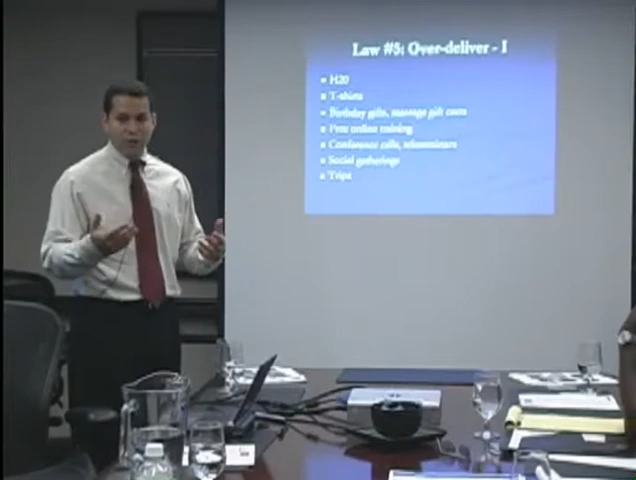 Law #5: Over-deliver - I
H20
T-shirts
Birthday gifts, massage gift certs
Free online training
Conference calls, teleseminars
Social gatherings
Trips